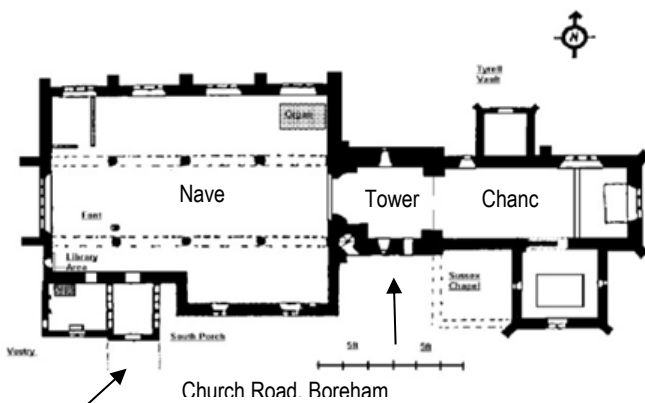 N
Tyrell
Vault
Organ
Nave
Tower
Chanc
Font
Library
Area
Sussex
Chapel
Vestry
South Porch
5ft 5ft
Church Road, Boreham